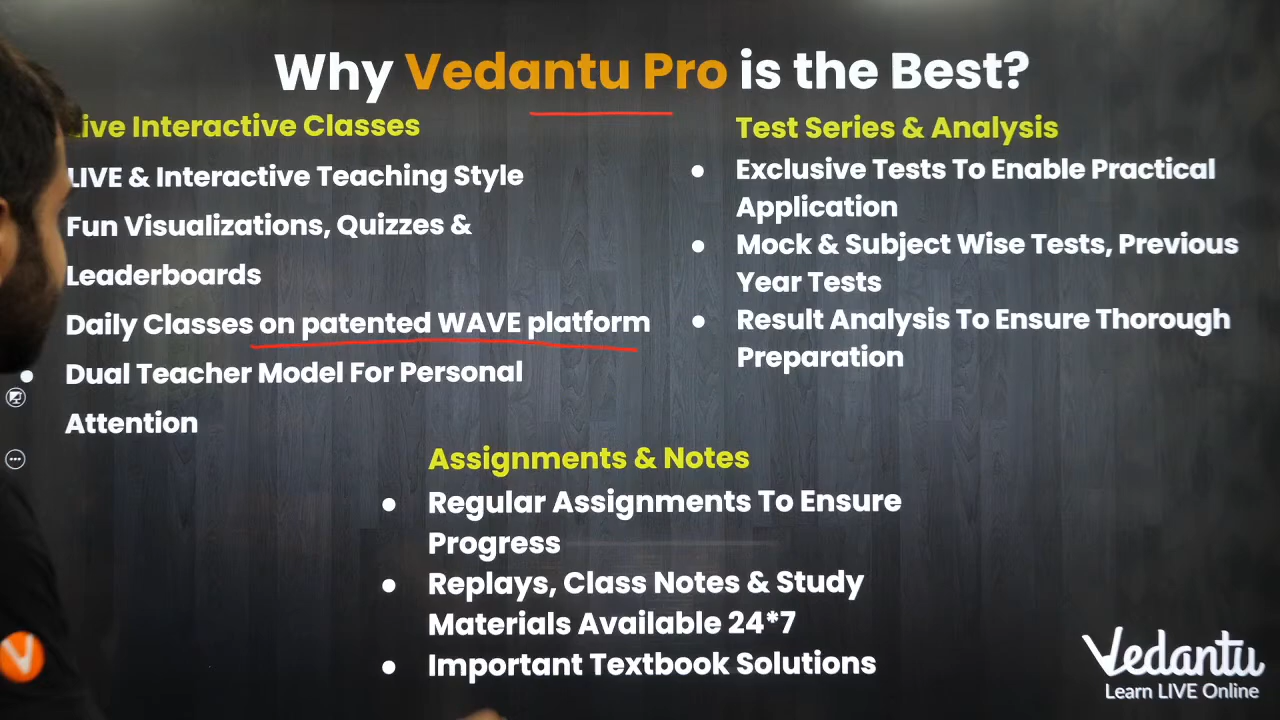 Why Vedantu Pro is the Best?
Live Interactive Classes
LIVE & Interactive Teaching Style
Fun Visualizations, Quizzes &
Leaderboards
Daily Classes on patented WAVE platform
Dual Teacher Model For Personal
Attention
Test Series & Analysis
Exclusive Tests To Enable Practical
Application
Mock & Subject Wise Tests, Previous
Year Tests
Result Analysis To Ensure Thorough
Preparation
Assignments & Notes
Regular Assignments To Ensure
Progress
Replays, Class Notes & Study
Materials Available 24*7
Important Textbook Solutions
Vedantu
Learn LIVE Online